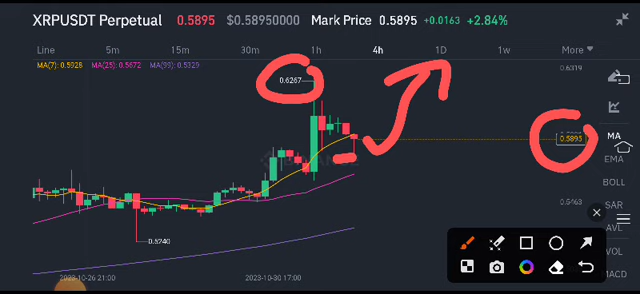 XRPUSDT Perpetual 0.5895 $0.58950000 Mark Price 0.5895 +0.0163 +2.84%
Line 5m 15m 30m 1h 4h 1D 1w More
MA(7): 0.5928 MA(25): 0.5672 MA(99): 0.5329
0.6319
0.6267
MA
0.5895
EMA
BOLL
0.5463
SAR
AVL
0.5240
VOL
2023-10-26 21:00 2023-10-30 17:00
MACD